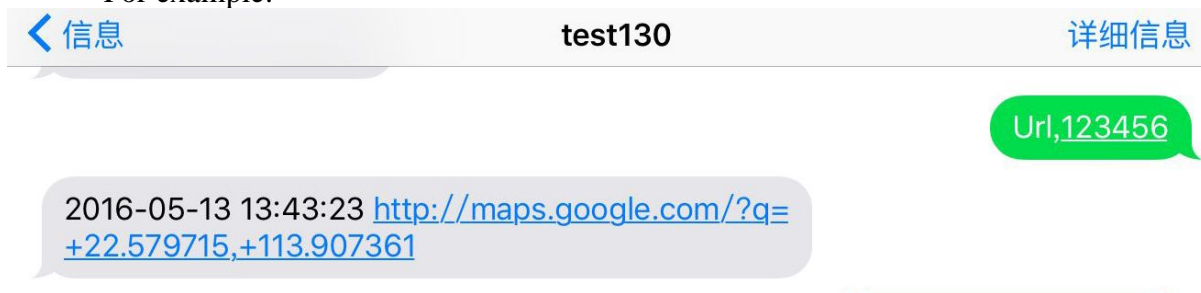 For example:
信息
test130
详细信息
Url,123456
2016-05-13 13:43:23 http://maps.google.com/?q=
+22.579715,+113.907361